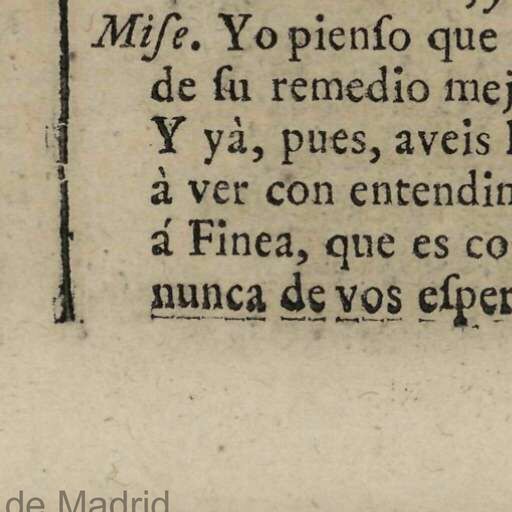 Miſe. Yo pienſo que
de ſu remedio mej
Y yà, pues, aveis
à ver con entendim
á Finea, que es co
nunca de vos eſper
de Madrid